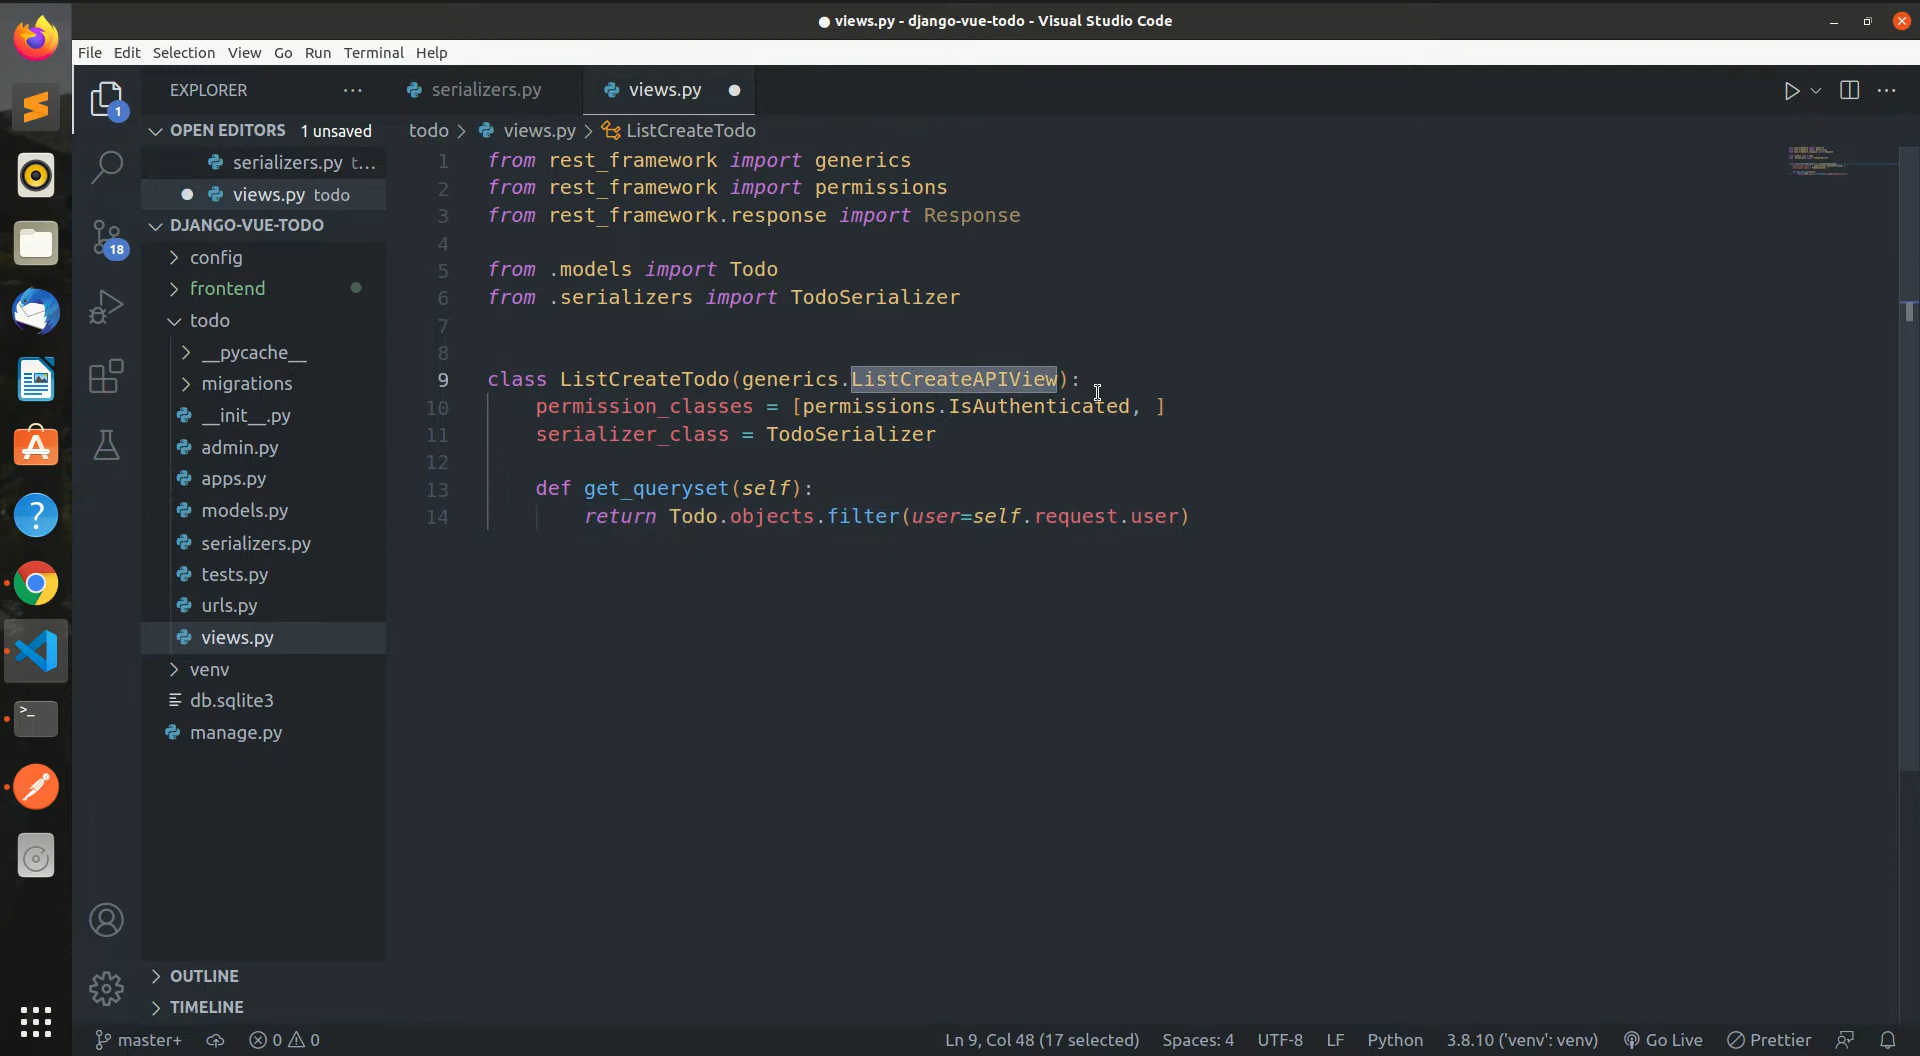 ● views.py - django-vue-todo - Visual Studio Code
File Edit Selection View Go Run Terminal Help
EXPLORER
serializers.py
views.py
OPEN EDITORS 1 unsaved
todo > views.py > ListCreateTodo
serializers.py t...
views.py todo
DJANGO-VUE-TODO
config
frontend
todo
__pycache__
migrations
__init__.py
admin.py
apps.py
models.py
serializers.py
tests.py
urls.py
views.py
venv
db.sqlite3
manage.py
OUTLINE
TIMELINE
1
18
1 from rest_framework import generics
2 from rest_framework import permissions
3 from rest_framework.response import Response
4
5 from .models import Todo
6 from .serializers import TodoSerializer
7
8
9 class ListCreateTodo(generics.ListCreateAPIView):
10 permission_classes = [permissions.IsAuthenticated, ]
11 serializer_class = TodoSerializer
12
13 def get_queryset(self):
14 return Todo.objects.filter(user=self.request.user)
master+ 0 0 Ln 9, Col 48 (17 selected) Spaces: 4 UTF-8 LF Python 3.8.10 ('venv': venv) Go Live Prettier